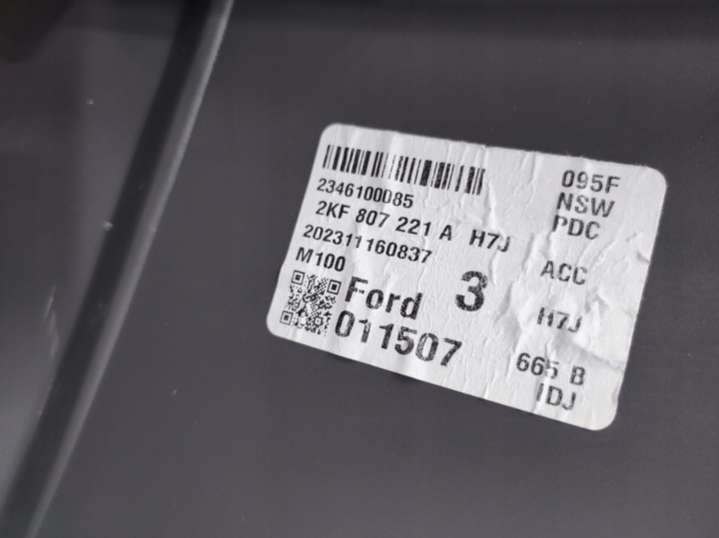 2346100085
2KF 807 221 A H7J
202311160837
M100
Ford 3
011507
095F
NSW
PDC
ACC
H7J
665 B
IDJ